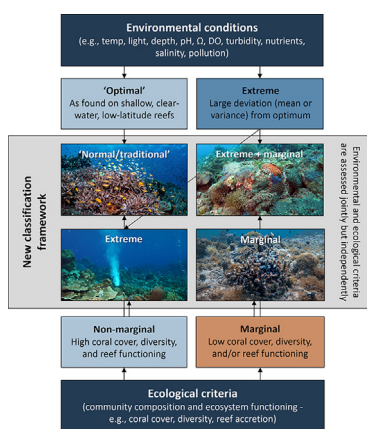 Environmental conditions
(e.g., temp, light, depth, pH, Ω, DO, turbidity, nutrients,
salinity, pollution)
‘Optimal’
As found on shallow, clear-
water, low-latitude reefs
Extreme
Large deviation (mean or
variance) from optimum
New classification
framework
‘Normal/traditional’
Extreme + marginal
Extreme
Marginal
Environmental and ecological criteria
are assessed jointly but independently
Non-marginal
High coral cover, diversity,
and reef functioning
Marginal
Low coral cover, diversity,
and/or reef functioning
Ecological criteria
(community composition and ecosystem functioning -
e.g., coral cover, diversity, reef accretion)